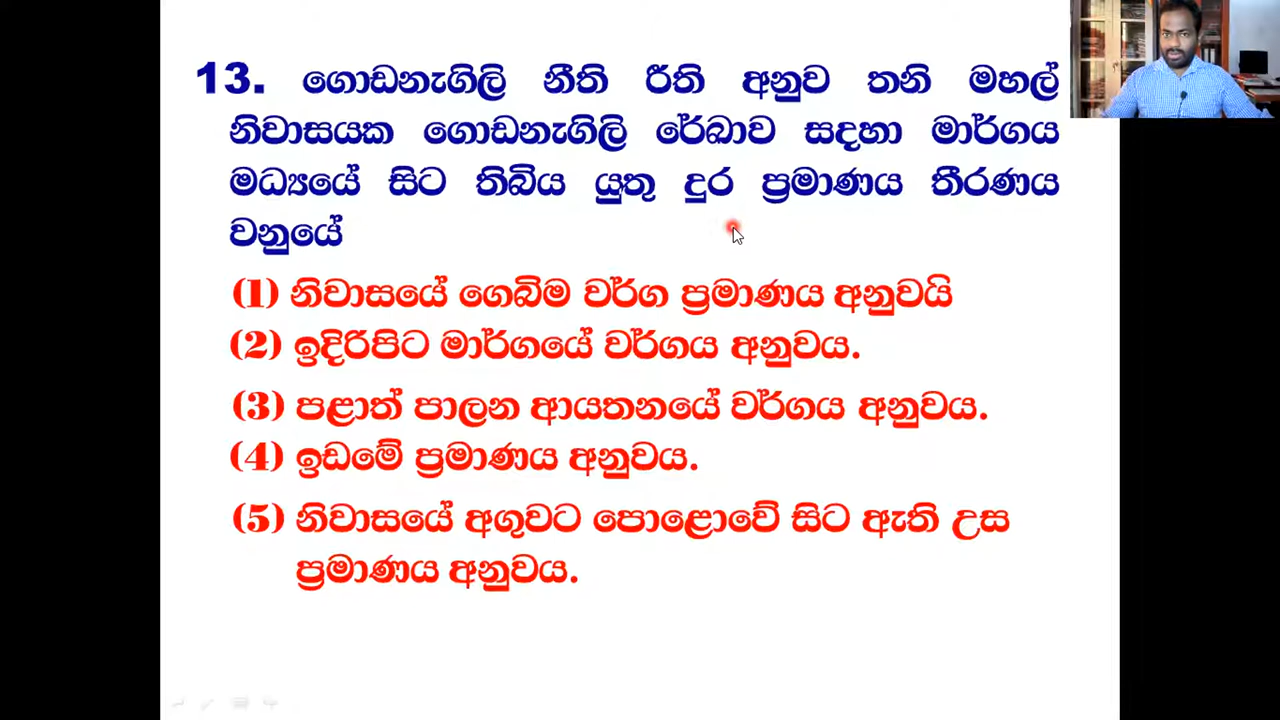 13. ගොඩනැගිලි නීති රීති අනුව තනි මහල්
නිවාසයක ගොඩනැගිලි රේඛාව සදහා මාර්ගය
මධ්‍යයේ සිට තිබිය යුතු දුර ප්‍රමාණය තීරණය
වනුයේ
(1) නිවාසයේ ගෙබිම වර්ග ප්‍රමාණය අනුවයි
(2) ඉදිරිපිට මාර්ගයේ වර්ගය අනුවය.
(3) පළාත් පාලන ආයතනයේ වර්ගය අනුවය.
(4) ඉඩමේ ප්‍රමාණය අනුවය.
(5) නිවාසයේ අගුවට පොළොවේ සිට ඇති උස
ප්‍රමාණය අනුවය.